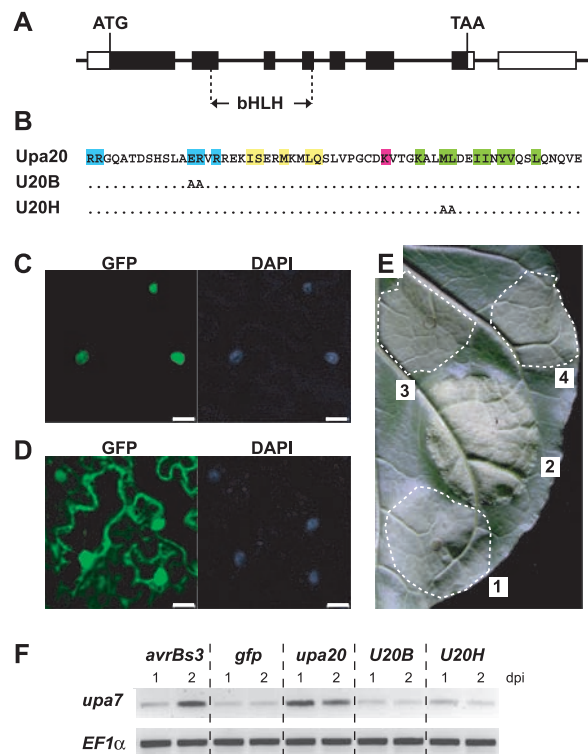 A
ATG TAA
bHLH
B
Upa20 RRGQATDSHSLAERVRREKISERMKMLQSLVPGCDKVTGKALMLDEIINYVQSLQNQVE
U20B ............AA.............................................
U20H ..........................................AA...............
C GFP DAPI
D GFP DAPI
E
3 4
2
1
F
avrBs3 gfp upa20 U20B U20H
1 2 1 2 1 2 1 2 1 2 dpi
upa7
EF1α